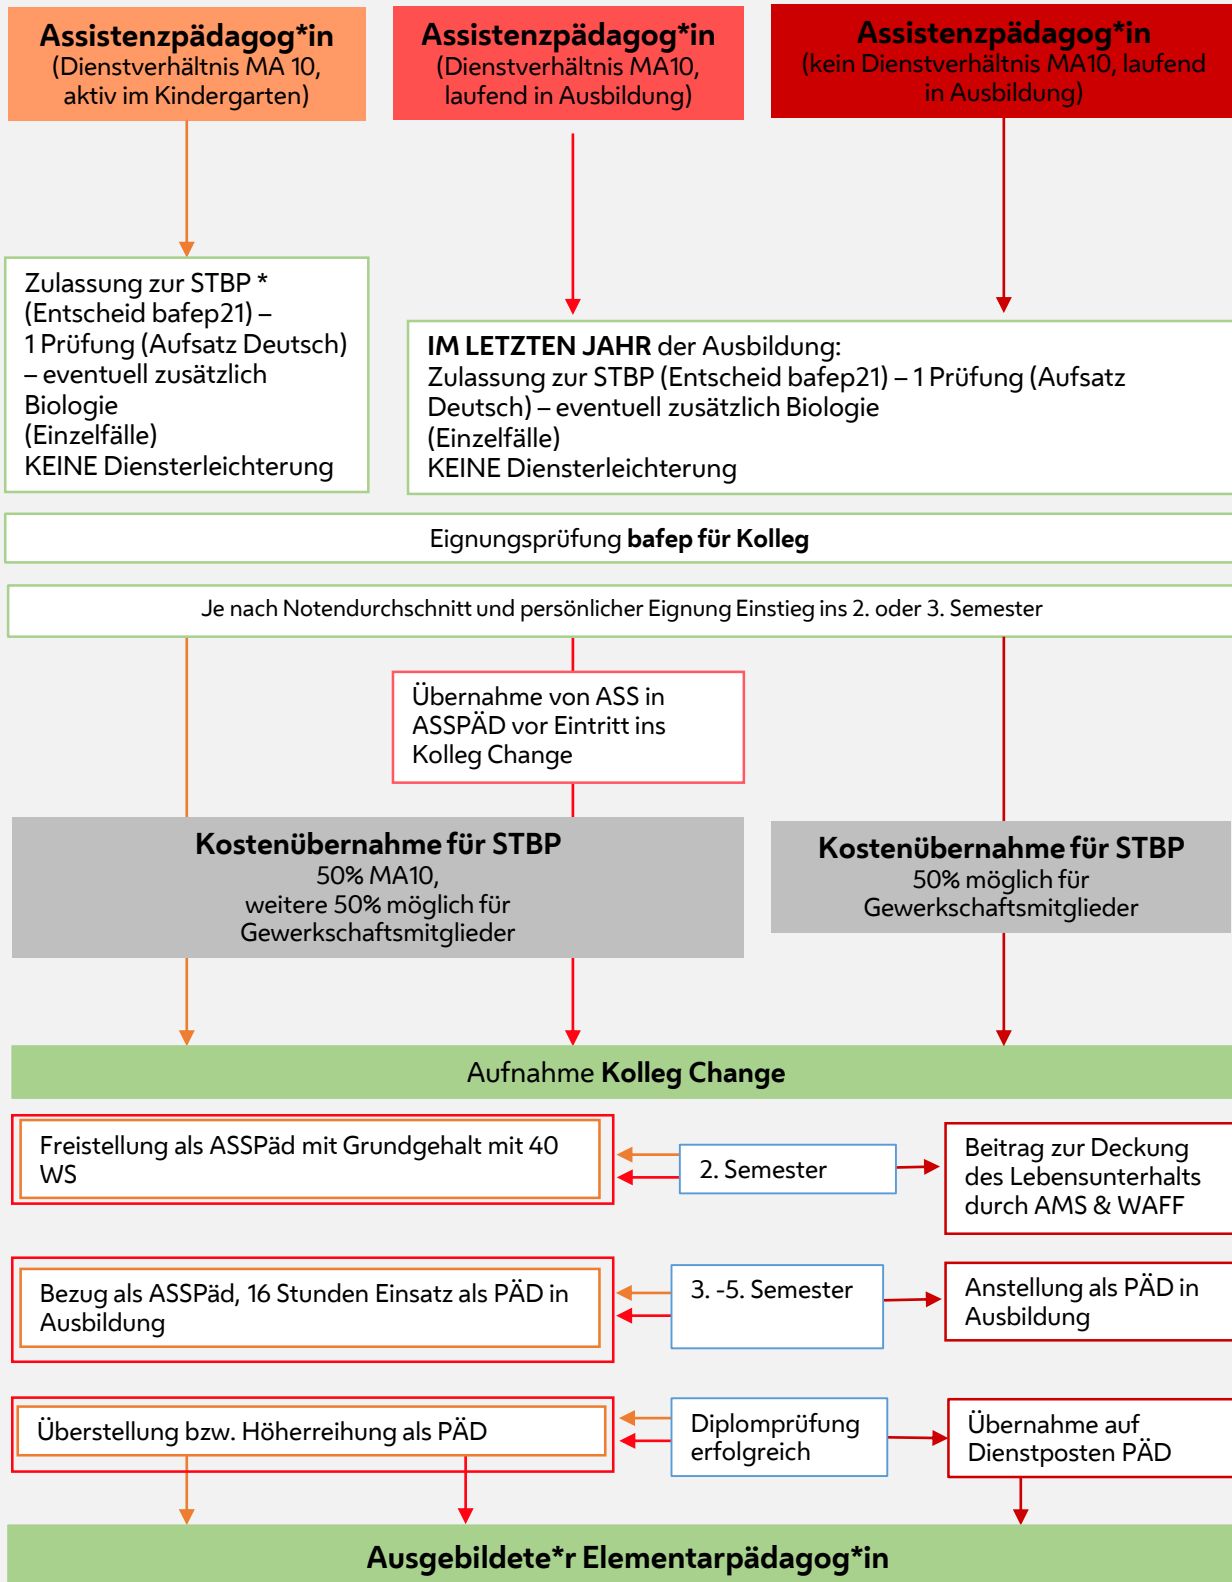 Assistenzpädagog*in
(Dienstverhältnis MA 10,
aktiv im Kindergarten)
Assistenzpädagog*in
(Dienstverhältnis MA10,
laufend in Ausbildung)
Assistenzpädagog*in
(kein Dienstverhältnis MA10, laufend
in Ausbildung)
Zulassung zur STBP *
(Entscheid bafep21) –
1 Prüfung (Aufsatz Deutsch)
– eventuell zusätzlich
Biologie
(Einzelfälle)
KEINE Diensterleichterung
IM LETZTEN JAHR der Ausbildung:
Zulassung zur STBP (Entscheid bafep21) – 1 Prüfung (Aufsatz
Deutsch) – eventuell zusätzlich Biologie
(Einzelfälle)
KEINE Diensterleichterung
Eignungsprüfung bafep für Kolleg
Je nach Notendurchschnitt und persönlicher Eignung Einstieg ins 2. oder 3. Semester
Übernahme von ASS in
ASSPÄD vor Eintritt ins
Kolleg Change
Kostenübernahme für STBP
50% MA10,
weitere 50% möglich für
Gewerkschaftsmitglieder
Kostenübernahme für STBP
50% möglich für
Gewerkschaftsmitglieder
Aufnahme Kolleg Change
Freistellung als ASSPäd mit Grundgehalt mit 40
WS
2. Semester
Beitrag zur Deckung
des Lebensunterhalts
durch AMS & WAFF
Bezug als ASSPäd, 16 Stunden Einsatz als PÄD in
Ausbildung
3. -5. Semester
Anstellung als PÄD in
Ausbildung
Überstellung bzw. Höherreihung als PÄD
Diplomprüfung
erfolgreich
Übernahme auf
Dienstposten PÄD
Ausgebildete*r Elementarpädagog*in